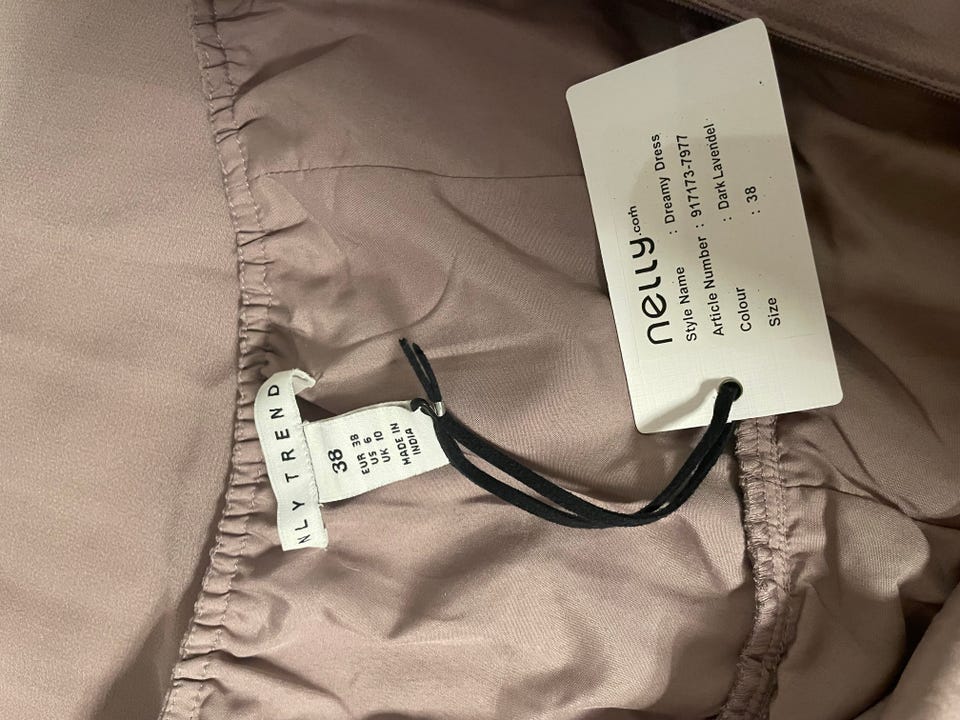 nelly.com
Style Name : Dreamy Dress
Article Number : 917173-7977
Colour : Dark Lavendel
Size : 38
NLY TREND
38
EUR 38
US 6
UK 10
MADE IN
INDIA